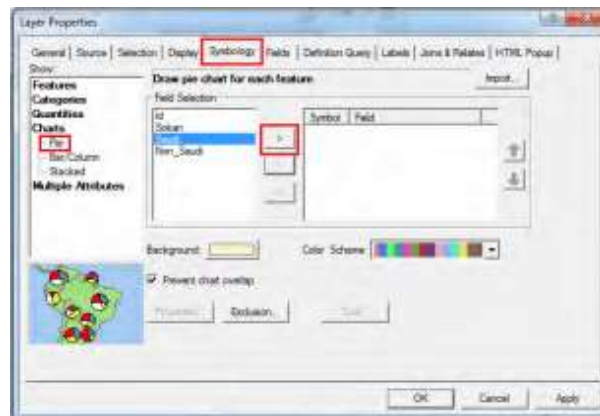 Layer Properties
General | Source | Selection | Display | Symbology | Fields | Definition Query | Labels | Joins & Relates | HTML Popup
Show:
Features
Categories
Quantities
Charts
Pie
Bar/Column
Stacked
Multiple Attributes
Draw pie chart for each feature
Import...
Field Selection
Id
Sokan
Saudi
Non_Saudi
>
Symbol
Field
Background:
Color Scheme
Prevent chart overlap
Properties
Exclusion...
OK
Cancel
Apply